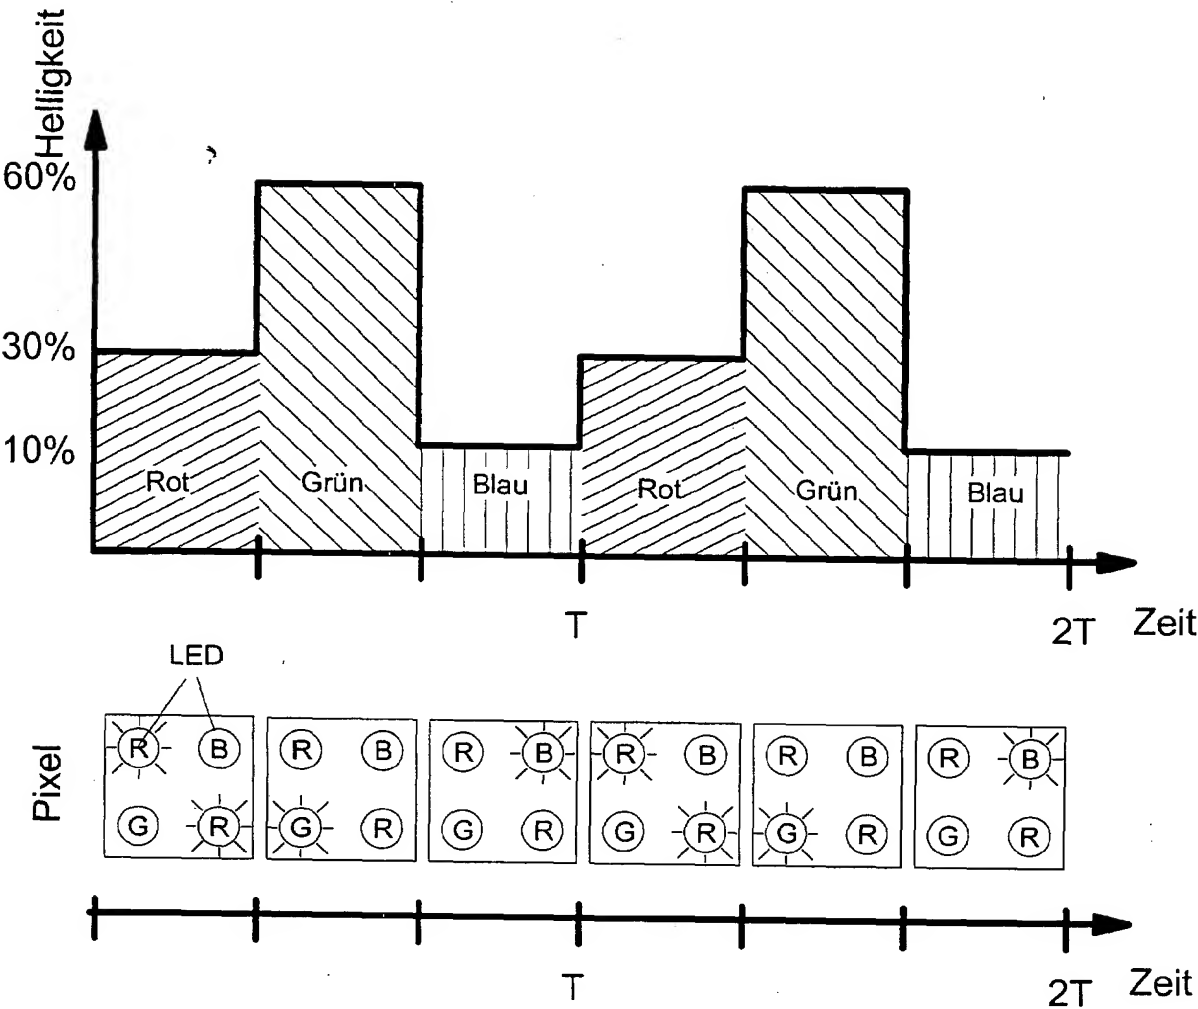 Helligkeit
60%
30%
10%
Rot Grün Blau Rot Grün Blau
T 2T Zeit
LED
Pixel
R B R B R B R B R B R B
G R G R G R G R G R G R
T 2T Zeit